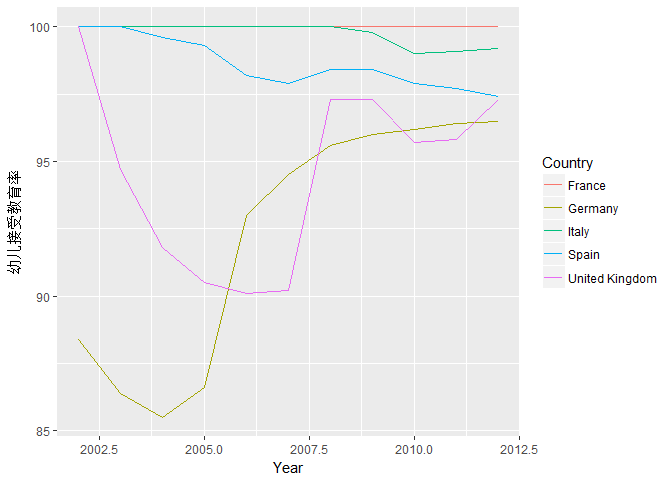 100
95
90
85
幼儿接受教育率
2002.5
2005.0
2007.5
2010.0
2012.5
Year
Country
France
Germany
Italy
Spain
United Kingdom